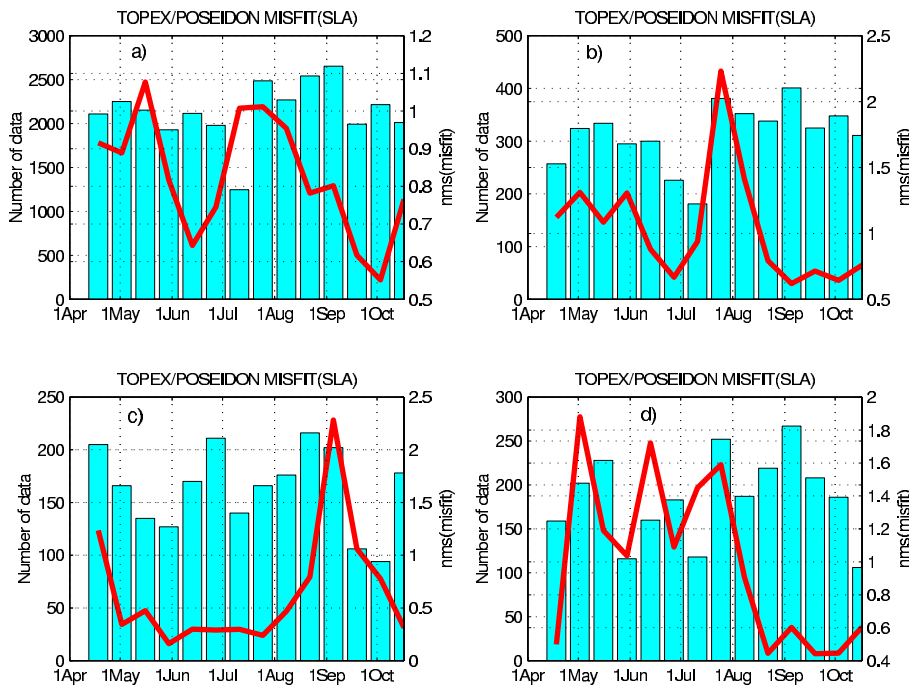 TOPEX/POSEIDON MISFIT(SLA)
a)
Number of data
3000
2500
2000
1500
1000
500
0
1.2
1.1
1
0.9
0.8
0.7
0.6
0.5
nms(misfit)
1Apr 1May 1Jun 1Jul 1Aug 1Sep 1Oct
TOPEX/POSEIDON MISFIT(SLA)
b)
Number of data
500
400
300
200
100
0
2.5
2
1.5
1
0.5
nms(misfit)
1Apr 1May 1Jun 1Jul 1Aug 1Sep 1Oct
TOPEX/POSEIDON MISFIT(SLA)
c)
Number of data
250
200
150
100
50
0
2.5
2
1.5
1
0.5
0
nms(misfit)
1Apr 1May 1Jun 1Jul 1Aug 1Sep 1Oct
TOPEX/POSEIDON MISFIT(SLA)
d)
Number of data
300
250
200
150
100
50
0
2
1.8
1.6
1.4
1.2
1
0.8
0.6
0.4
nms(misfit)
1Apr 1May 1Jun 1Jul 1Aug 1Sep 1Oct